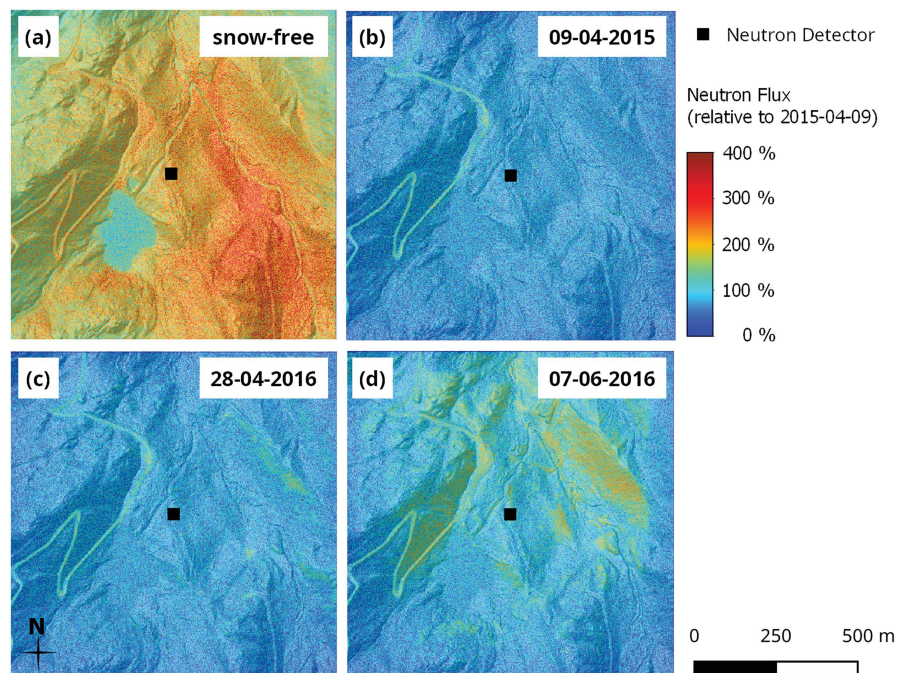 (a)
snow-free
(b)
09-04-2015
Neutron Detector
Neutron Flux
(relative to 2015-04-09)
400 %
300 %
200 %
100 %
0 %
(c)
28-04-2016
(d)
07-06-2016
N
0 250 500 m